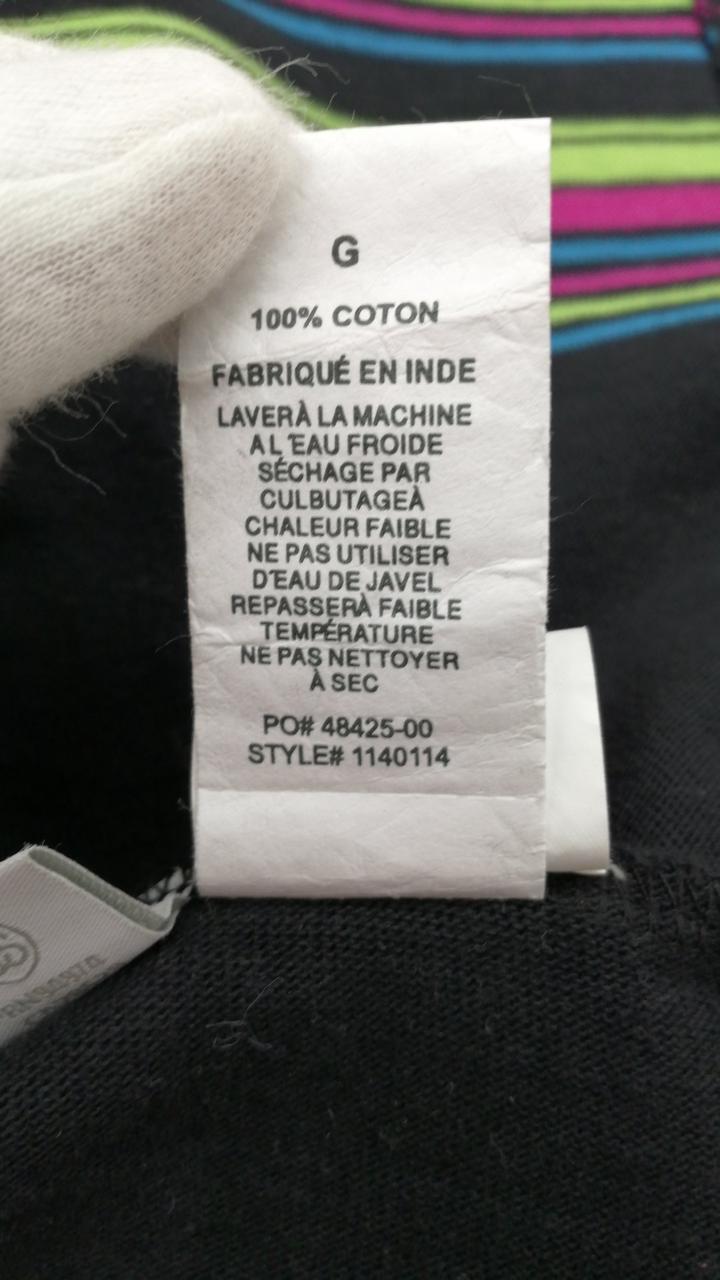 G
100% COTON
FABRIQUÉ EN INDE
LAVERÀ LA MACHINE
A L'EAU FROIDE
SÉCHAGE PAR
CULBUTAGEÀ
CHALEUR FAIBLE
NE PAS UTILISER
D'EAU DE JAVEL
REPASSERÀ FAIBLE
TEMPÉRATURE
NE PAS NETTOYER
À SEC
PO# 48425-00
STYLE# 1140114